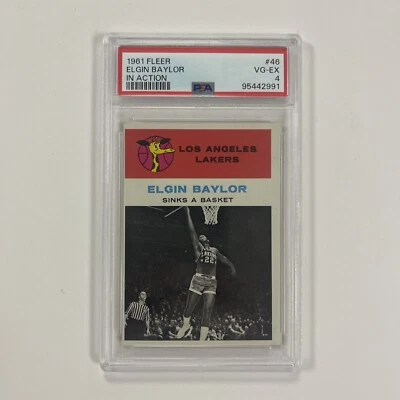 1961 FLEER #46
ELGIN BAYLOR VG-EX
IN ACTION 4
PSA 95442991
LOS ANGELES
LAKERS
ELGIN BAYLOR
SINKS A BASKET
22